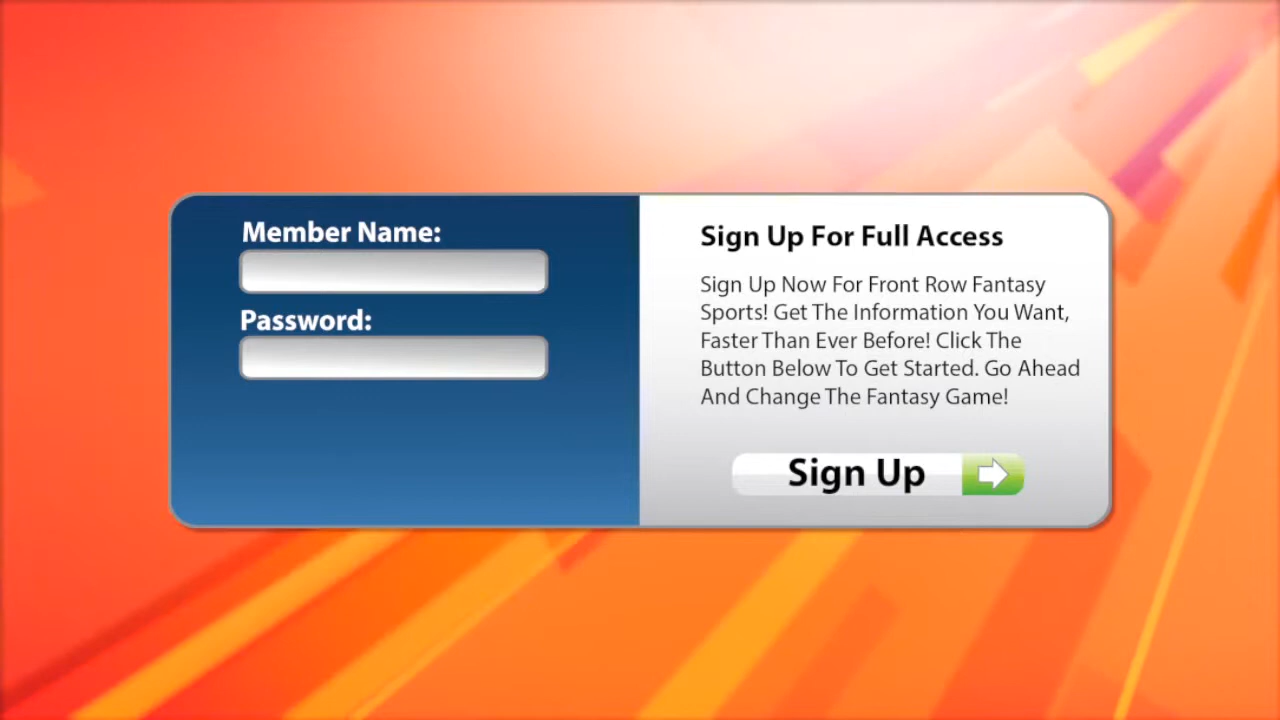 Member Name:
Password:
Sign Up For Full Access
Sign Up Now For Front Row Fantasy
Sports! Get The Information You Want,
Faster Than Ever Before! Click The
Button Below To Get Started. Go Ahead
And Change The Fantasy Game!
Sign Up